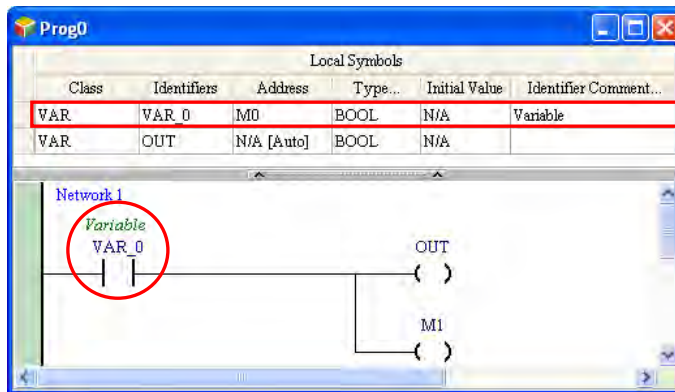 Prog0
Local Symbols
Class Identifiers Address Type... Initial Value Identifier Comment...
VAR VAR_0 M0 BOOL N/A Variable
VAR OUT N/A [Auto] BOOL N/A
Network 1
Variable
VAR_0 OUT
M1